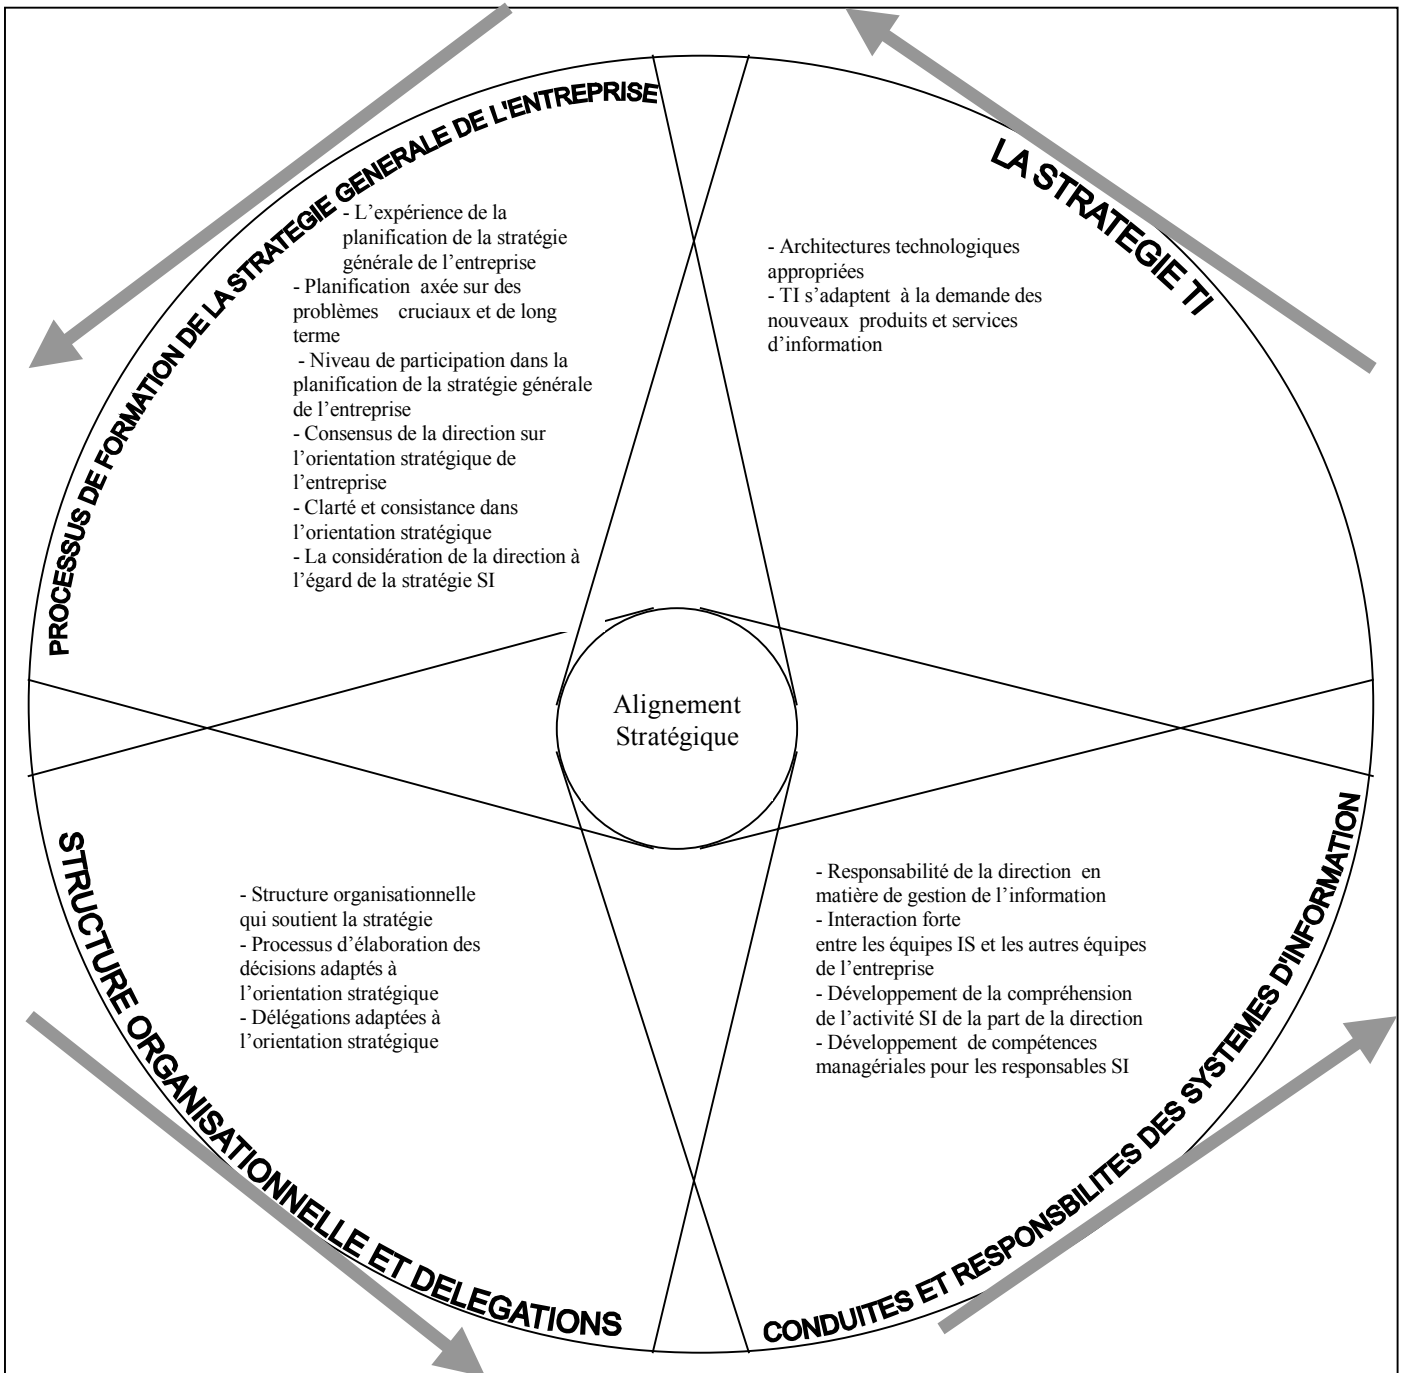 PROCESSUS DE FORMATION DE LA STRATEGIE GENERALE DE L'ENTREPRISE
- L’expérience de la
planification de la stratégie
générale de l’entreprise
- Planification axée sur des
problèmes cruciaux et de long
terme
- Niveau de participation dans la
planification de la stratégie générale
de l’entreprise
- Consensus de la direction sur
l’orientation stratégique de
l’entreprise
- Clarté et consistance dans
l’orientation stratégique
- La considération de la direction à
l’égard de la stratégie SI
LA STRATEGIE TI
- Architectures technologiques
appropriées
- TI s’adaptent à la demande des
nouveaux produits et services
d’information
Alignement
Stratégique
STRUCTURE ORGANISATIONNELLE ET DELEGATIONS
- Structure organisationnelle
qui soutient la stratégie
- Processus d’élaboration des
décisions adaptés à
l’orientation stratégique
- Délégations adaptées à
l’orientation stratégique
CONDUITES ET RESPONSBILITES DES SYSTEMES D'INFORMATION
- Responsabilité de la direction en
matière de gestion de l’information
- Interaction forte
entre les équipes IS et les autres équipes
de l’entreprise
- Développement de la compréhension
de l’activité SI de la part de la direction
- Développement de compétences
managériales pour les responsables SI